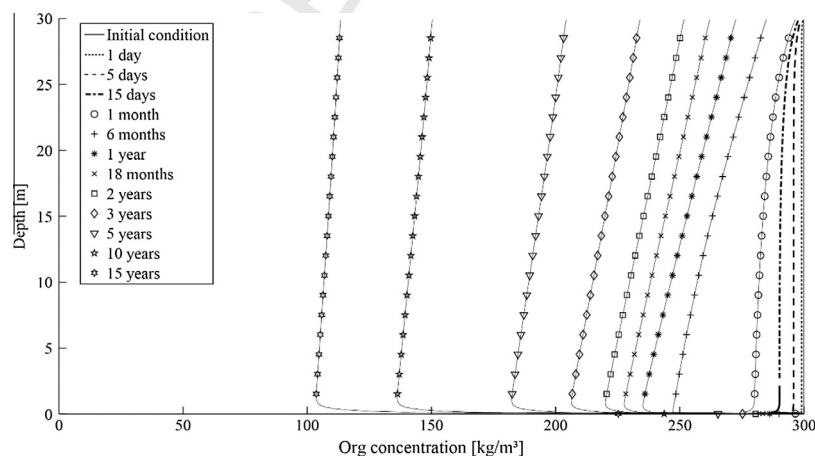 30
25
20
15
10
5
0
Depth [m]
Initial condition
1 day
5 days
15 days
1 month
6 months
1 year
18 months
2 years
3 years
5 years
10 years
15 years
0 50 100 150 200 250 300
Org concentration [kg/m³]